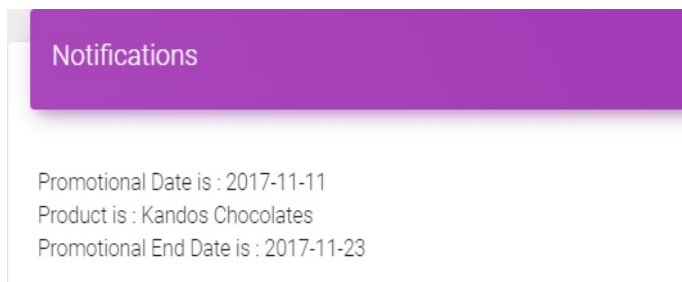 Notifications
Promotional Date is : 2017-11-11
Product is : Kandos Chocolates
Promotional End Date is : 2017-11-23